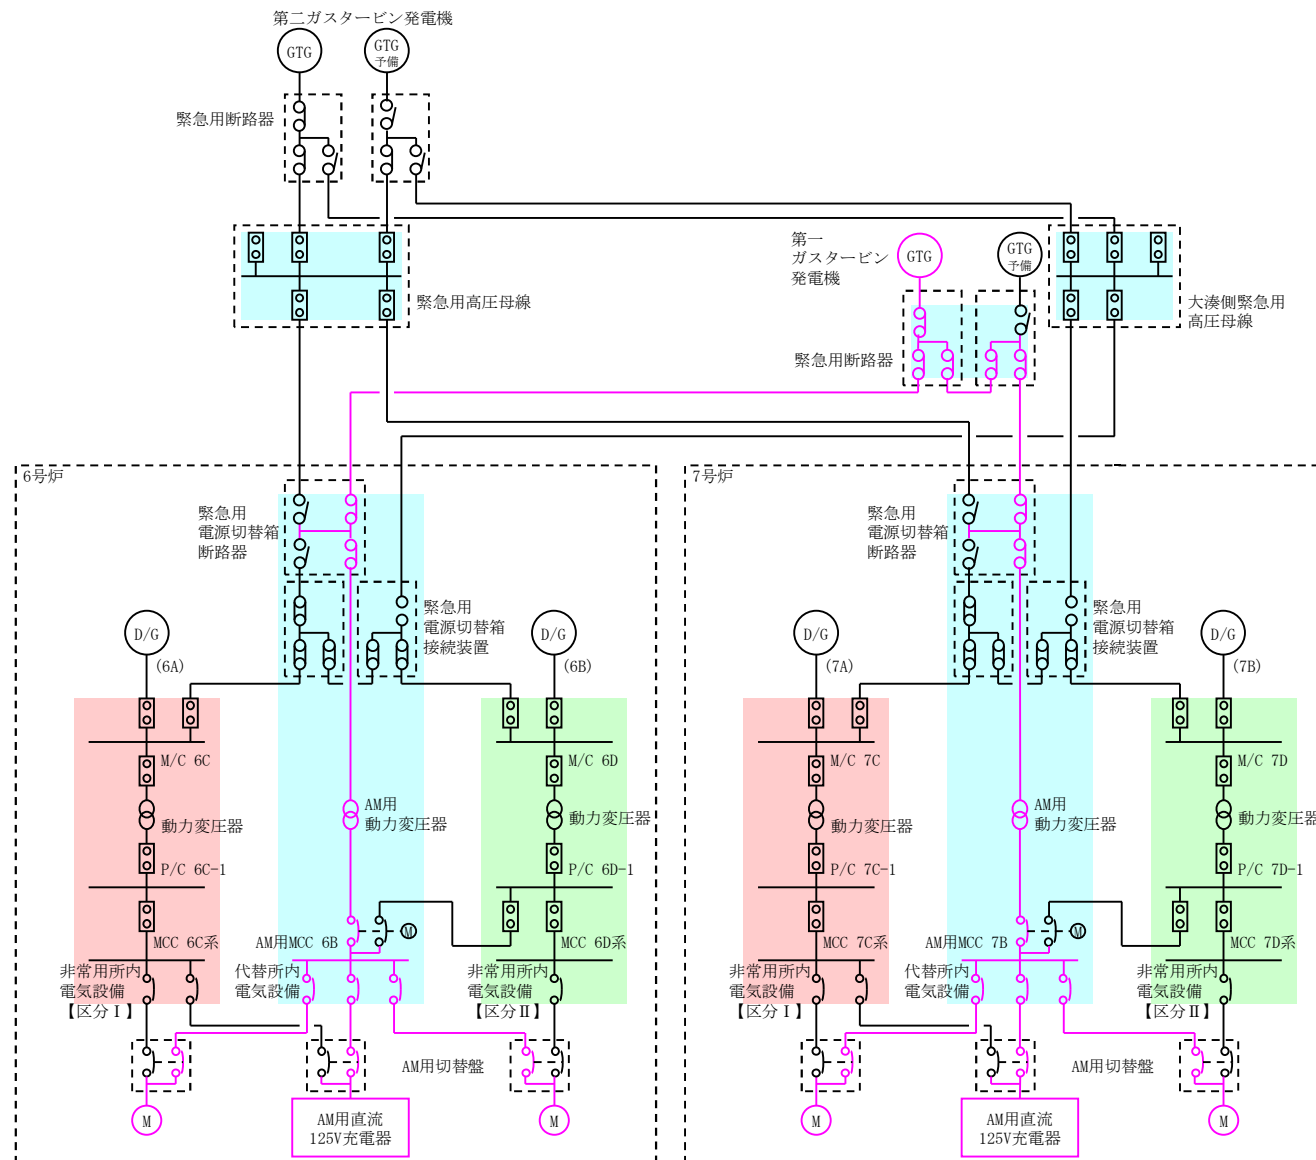 第二ガスタービン発電機
GTG
GTG
予備
緊急用断路器
緊急用高圧母線
第一
ガスタービン
発電機
GTG
GTG
予備
緊急用断路器
大湊側緊急用
高圧母線
6号炉
緊急用
電源切替箱
断路器
緊急用
電源切替箱
接続装置
D/G
(6A)
D/G
(6B)
M/C 6C
M/C 6D
動力変圧器
AM用
動力変圧器
動力変圧器
P/C 6C-1
P/C 6D-1
MCC 6C系
AM用MCC 6B
M
MCC 6D系
非常用所内
電気設備
【区分Ⅰ】
代替所内
電気設備
非常用所内
電気設備
【区分Ⅱ】
AM用切替盤
M
AM用直流
125V充電器
M
7号炉
緊急用
電源切替箱
断路器
緊急用
電源切替箱
接続装置
D/G
(7A)
D/G
(7B)
M/C 7C
M/C 7D
動力変圧器
AM用
動力変圧器
動力変圧器
P/C 7C-1
P/C 7D-1
MCC 7C系
AM用MCC 7B
M
MCC 7D系
非常用所内
電気設備
【区分Ⅰ】
代替所内
電気設備
非常用所内
電気設備
【区分Ⅱ】
AM用切替盤
M
AM用直流
125V充電器
M